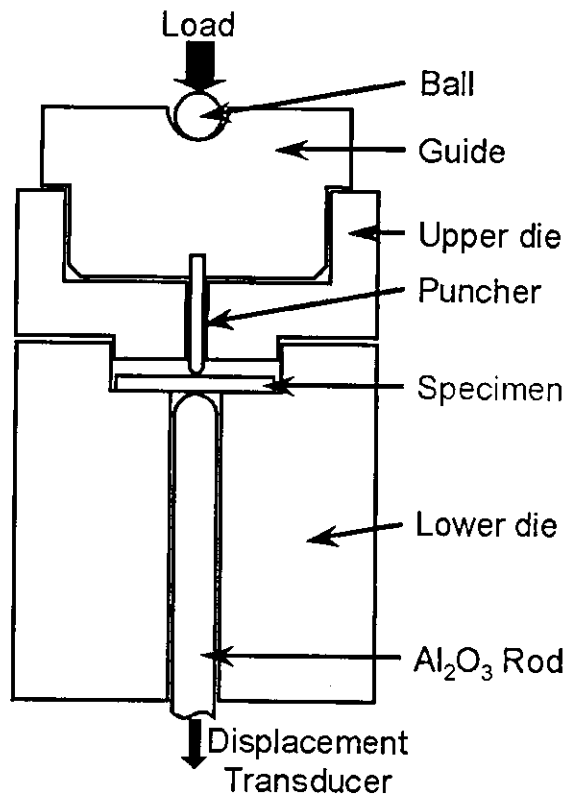 Load
Ball
Guide
Upper die
Puncher
Specimen
Lower die
Al₂O₃ Rod
Displacement
Transducer